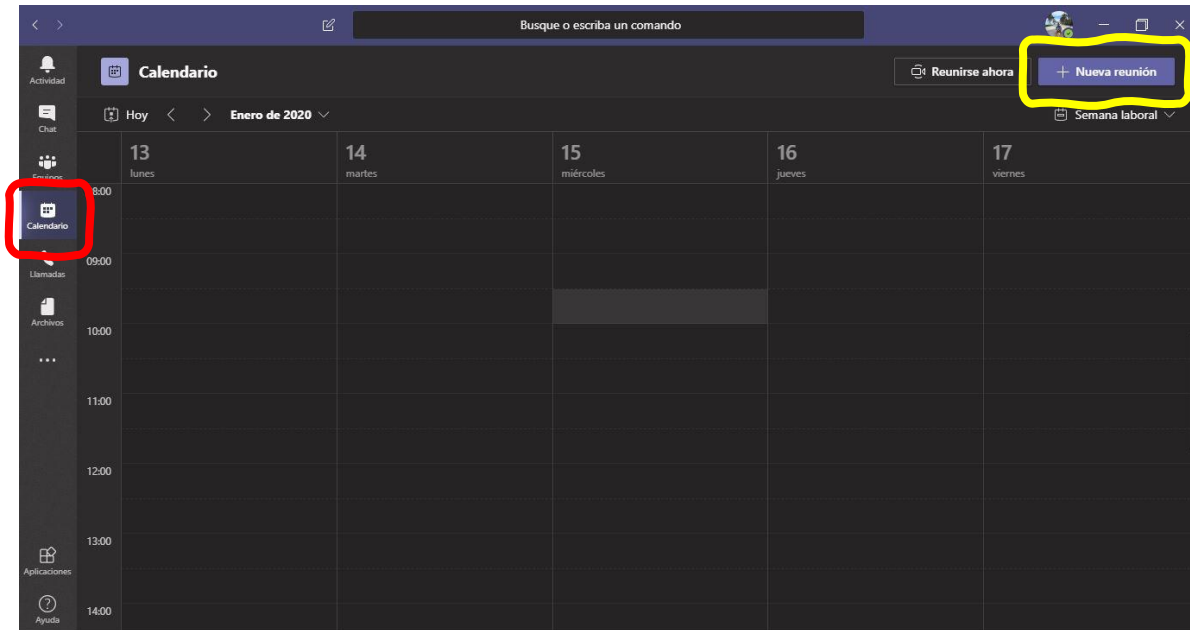 Busque o escriba un comando
Actividad
Chat
Equipos
Calendario
Llamadas
Archivos
Aplicaciones
Ayuda
Calendario
Reunirse ahora
+ Nueva reunión
Hoy
Enero de 2020
Semana laboral
13
lunes
14
martes
15
miércoles
16
jueves
17
viernes
8:00
09:00
10:00
11:00
12:00
13:00
14:00